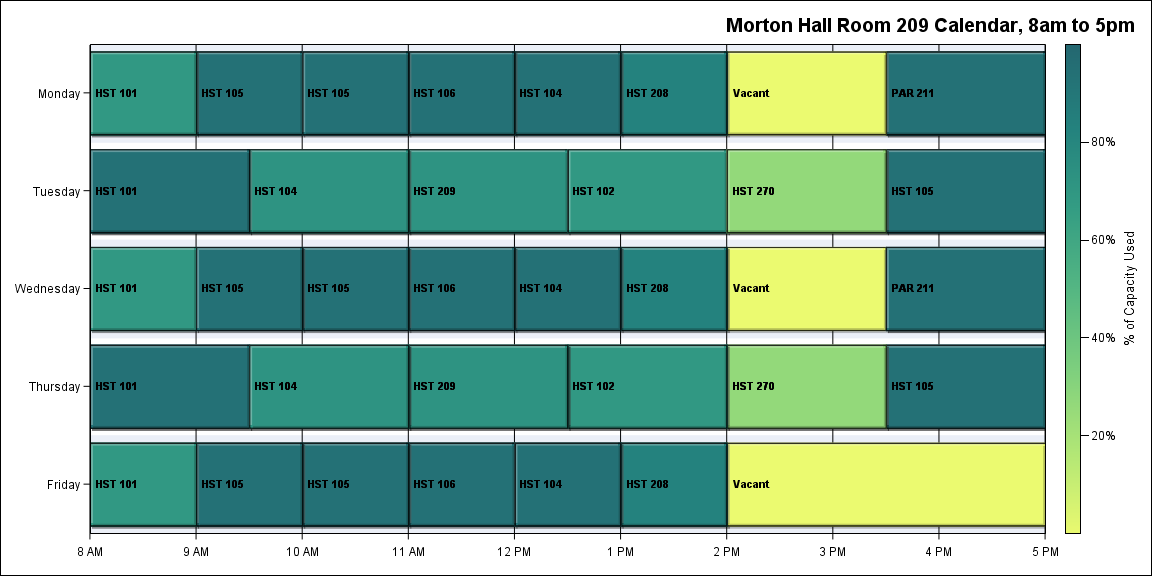 Morton Hall Room 209 Calendar, 8am to 5pm
Monday HST 101 HST 105 HST 105 HST 106 HST 104 HST 208 Vacant PAR 211
80%
Tuesday HST 101 HST 104 HST 209 HST 102 HST 270 HST 105
60%
Wednesday HST 101 HST 105 HST 105 HST 106 HST 104 HST 208 Vacant PAR 211
% of Capacity Used
40%
Thursday HST 101 HST 104 HST 209 HST 102 HST 270 HST 105
20%
Friday HST 101 HST 105 HST 105 HST 106 HST 104 HST 208 Vacant
8 AM 9 AM 10 AM 11 AM 12 PM 1 PM 2 PM 3 PM 4 PM 5 PM